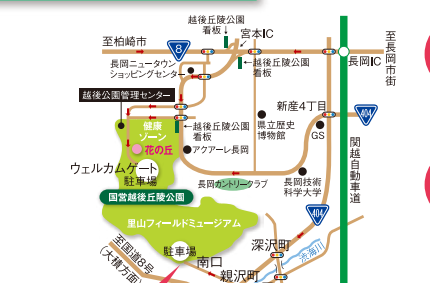 越後丘陵公園
看板
宮本IC
至柏崎市
8
至長岡市街
長岡IC
長岡ニュータウン
ショッピングセンター
越後丘陵公園
看板
越後公園管理センター
新産4丁目
404
健康
ゾーン
越後丘陵公園
看板
県立歴史
博物館
GS
花の丘
アクアーレ長岡
関越自動車道
ウェルカムゲート
駐車場
長岡カントリークラブ
長岡技術
科学大学
国営越後丘陵公園
404
里山フィールドミュージアム
至国道8号
(大積方面)
駐車場
南口
深沢町
渋海川
親沢町